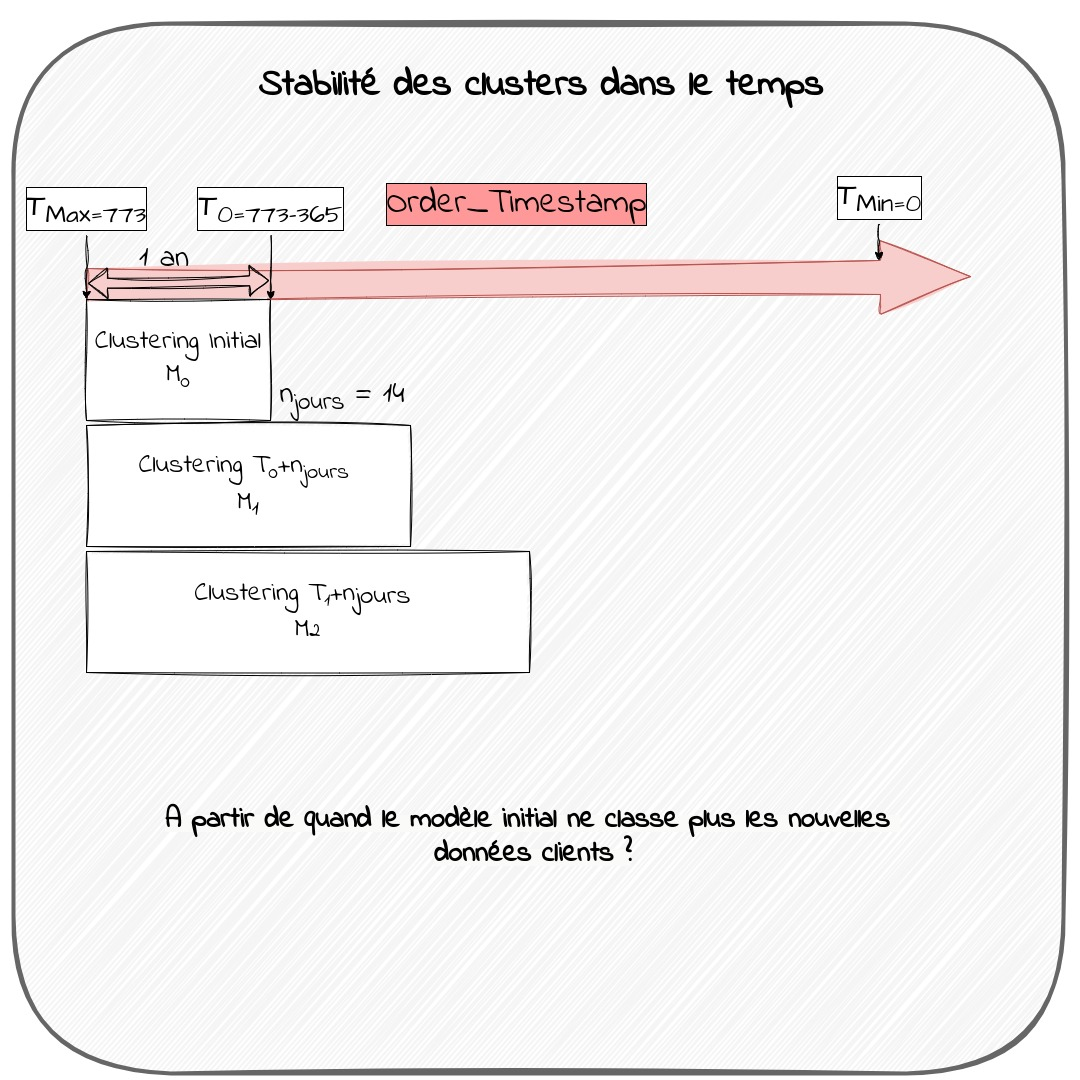 Stabilité des clusters dans le temps
TMax=773
T0=773-365
order_Timestamp
TMin=0
1 an
Clustering Initial
M0
njours = 14
Clustering T0+njours
M1
Clustering T1+njours
M2
A partir de quand le modèle initial ne classe plus les nouvelles
données clients ?